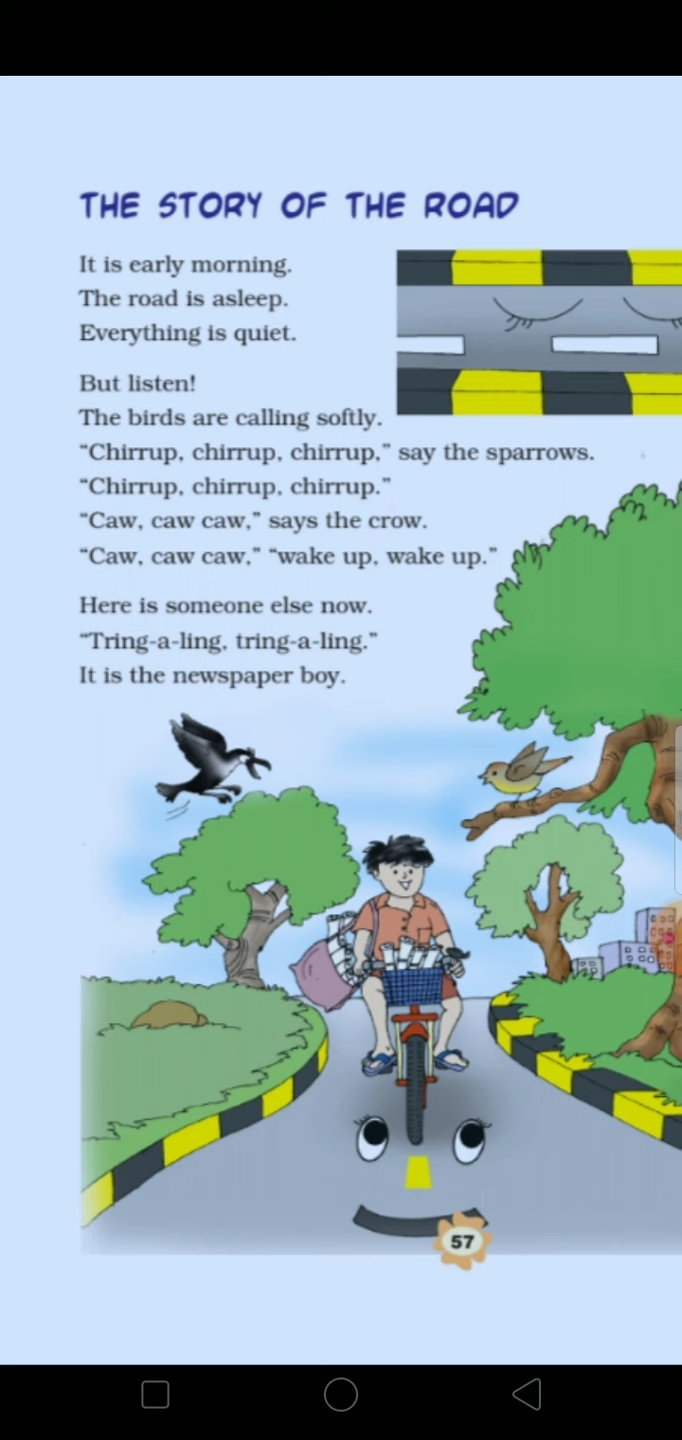 THE STORY OF THE ROAD
It is early morning.
The road is asleep.
Everything is quiet.
But listen!
The birds are calling softly.
“Chirrup, chirrup, chirrup,” say the sparrows.
“Chirrup, chirrup, chirrup.”
“Caw, caw caw,” says the crow.
“Caw, caw caw,” “wake up, wake up.”
Here is someone else now.
“Tring-a-ling, tring-a-ling.”
It is the newspaper boy.
57